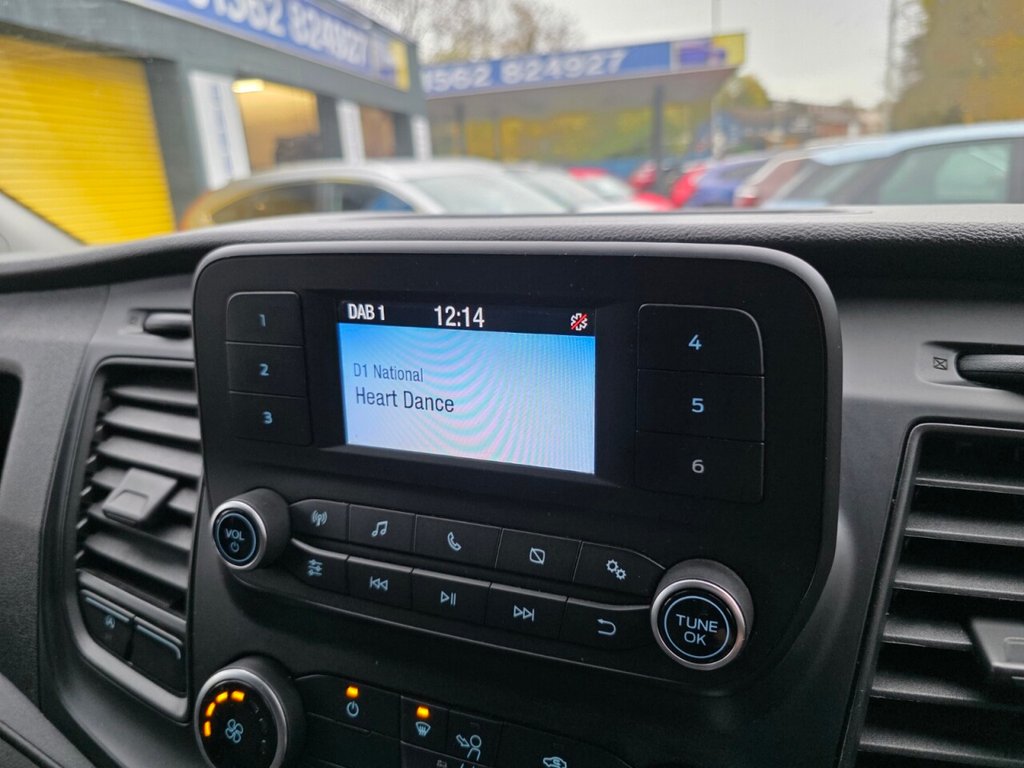 01562 824927
1562 824927
DAB 1 12:14
D1 National
Heart Dance
1
2
3
4
5
6
VOL
TUNE
OK